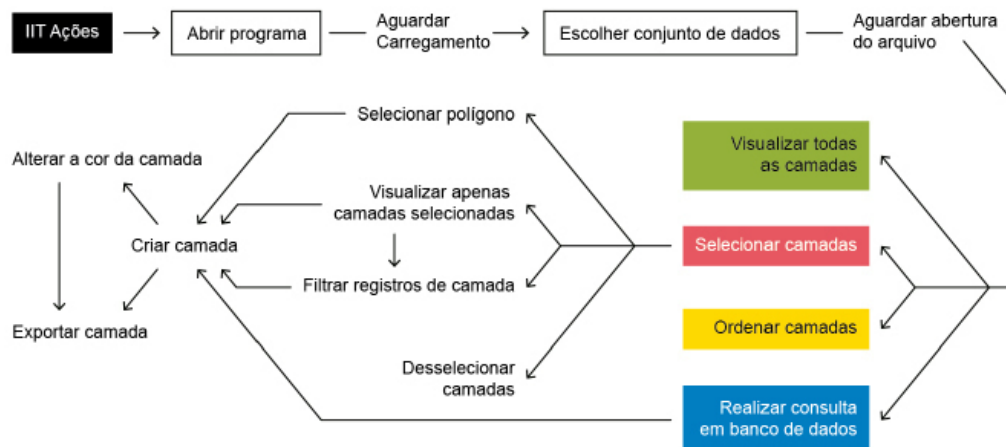 IIT Ações
Abrir programa
Aguardar
Carregamento
Escolher conjunto de dados
Aguardar abertura
do arquivo
Selecionar polígono
Visualizar todas
as camadas
Alterar a cor da camada
Visualizar apenas
camadas selecionadas
Criar camada
Selecionar camadas
Filtrar registros de camada
Exportar camada
Ordenar camadas
Desselecionar
camadas
Realizar consulta
em banco de dados